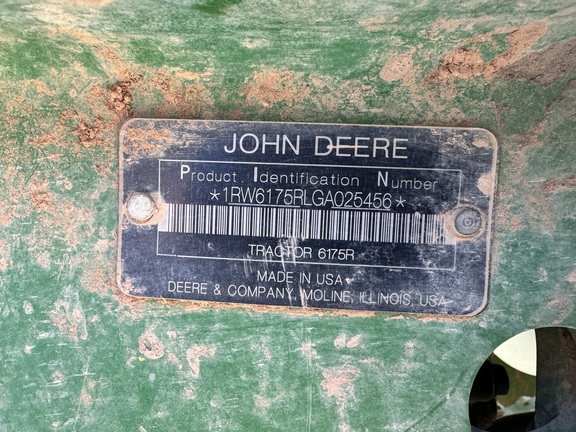 JOHN DEERE
Product Identification Number
*1RW6175RLGA025456*
TRACTOR 6175R
MADE IN USA
DEERE & COMPANY, MOLINE, ILLINOIS, USA